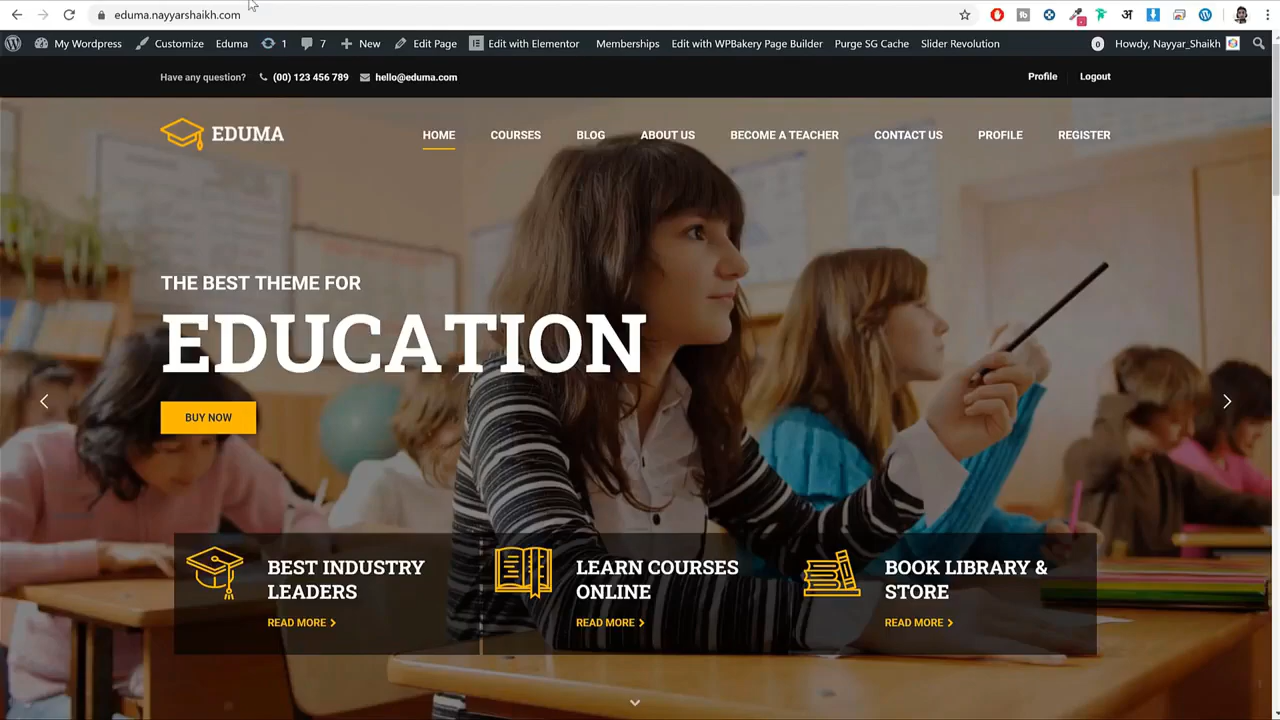 eduma.nayyarshaikh.com
अ
My Wordpress Customize Eduma 1 7 New Edit Page Edit with Elementor Memberships Edit with WPBakery Page Builder Purge SG Cache Slider Revolution 0 Howdy, Nayyar_Shaikh
Have any question? (00) 123 456 789 hello@eduma.com Profile Logout
EDUMA HOME COURSES BLOG ABOUT US BECOME A TEACHER CONTACT US PROFILE REGISTER
THE BEST THEME FOR
EDUCATION
BUY NOW
BEST INDUSTRY
LEADERS
READ MORE
LEARN COURSES
ONLINE
READ MORE
BOOK LIBRARY &
STORE
READ MORE